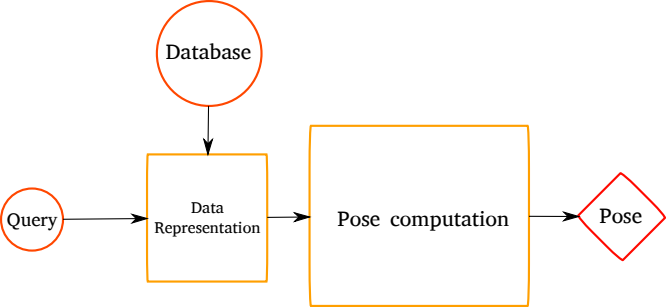 Database
Query
Data
Representation
Pose computation
Pose